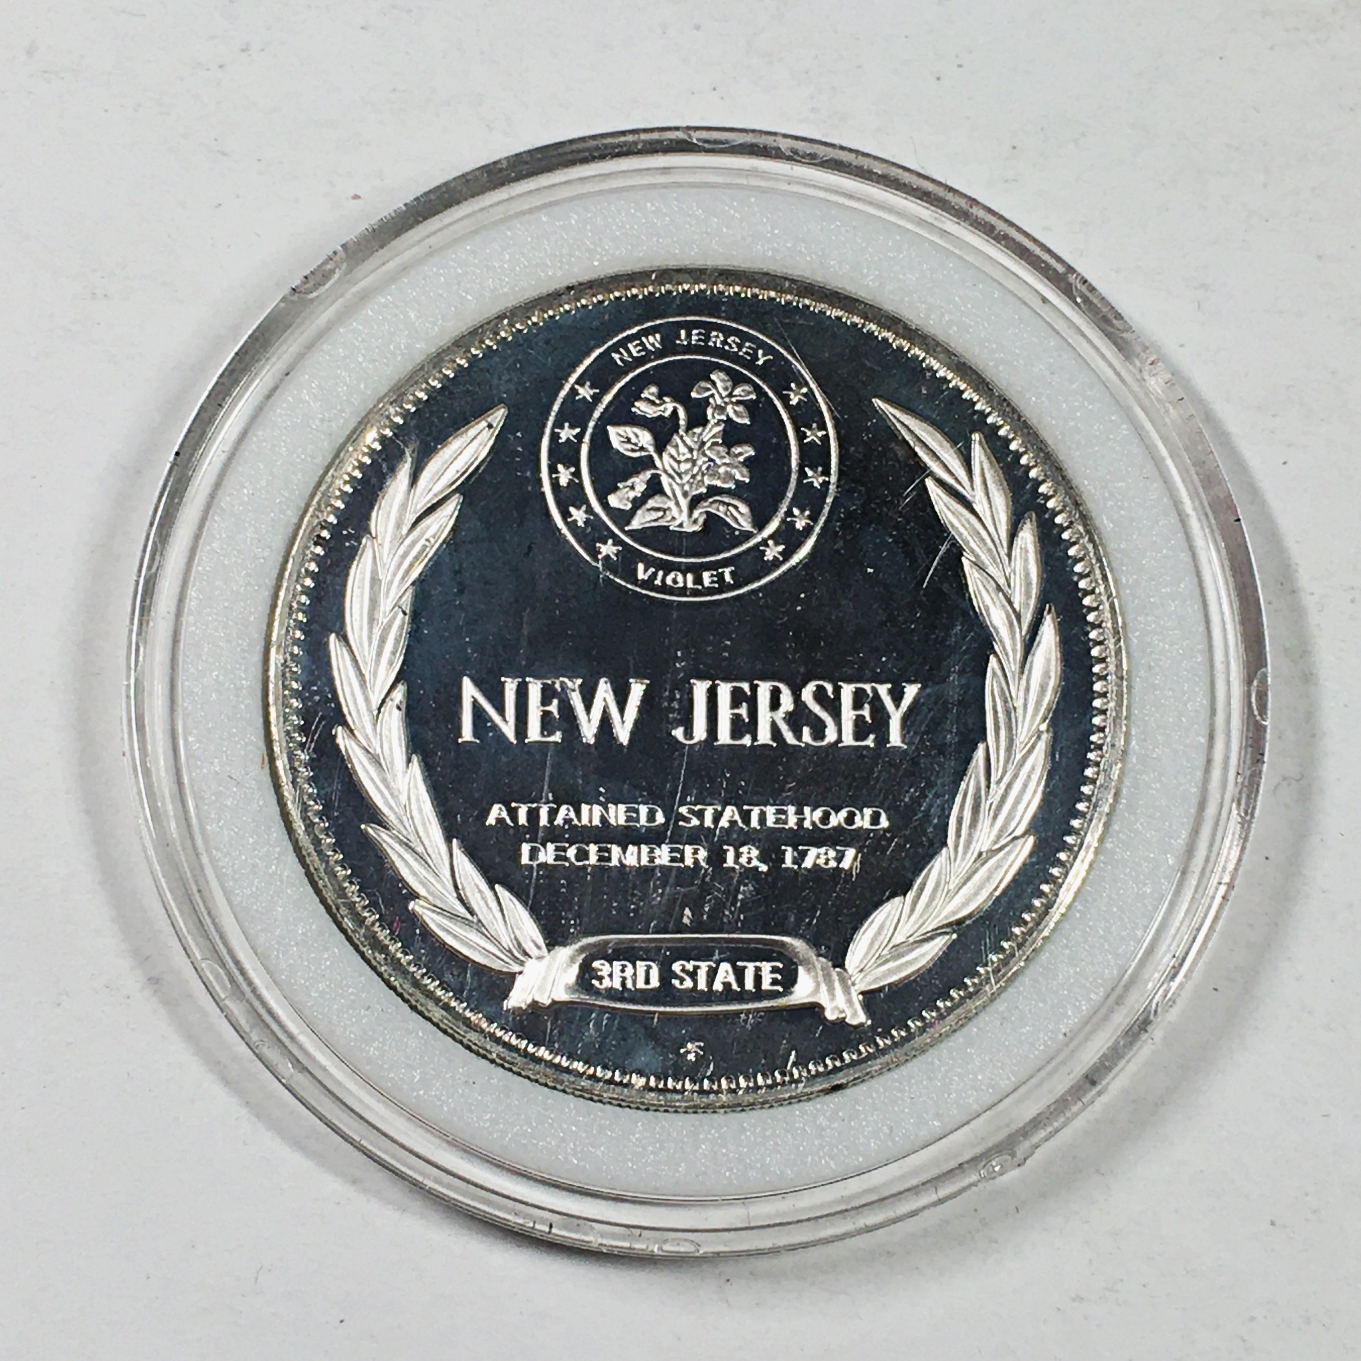 NEW JERSEY
VIOLET
NEW JERSEY
ATTAINED STATEHOOD
DECEMBER 18, 1787
3RD STATE